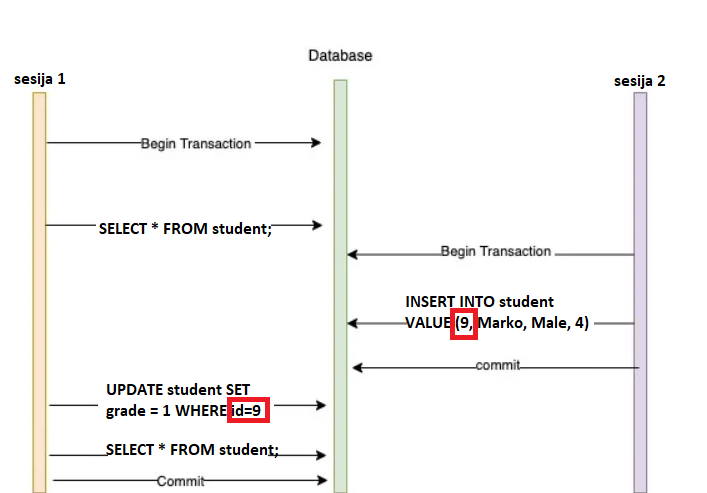 Database
sesija 1
sesija 2
Begin Transaction
SELECT * FROM student;
Begin Transaction
INSERT INTO student
VALUE (9, Marko, Male, 4)
commit
UPDATE student SET
grade = 1 WHERE id=9
SELECT * FROM student;
Commit